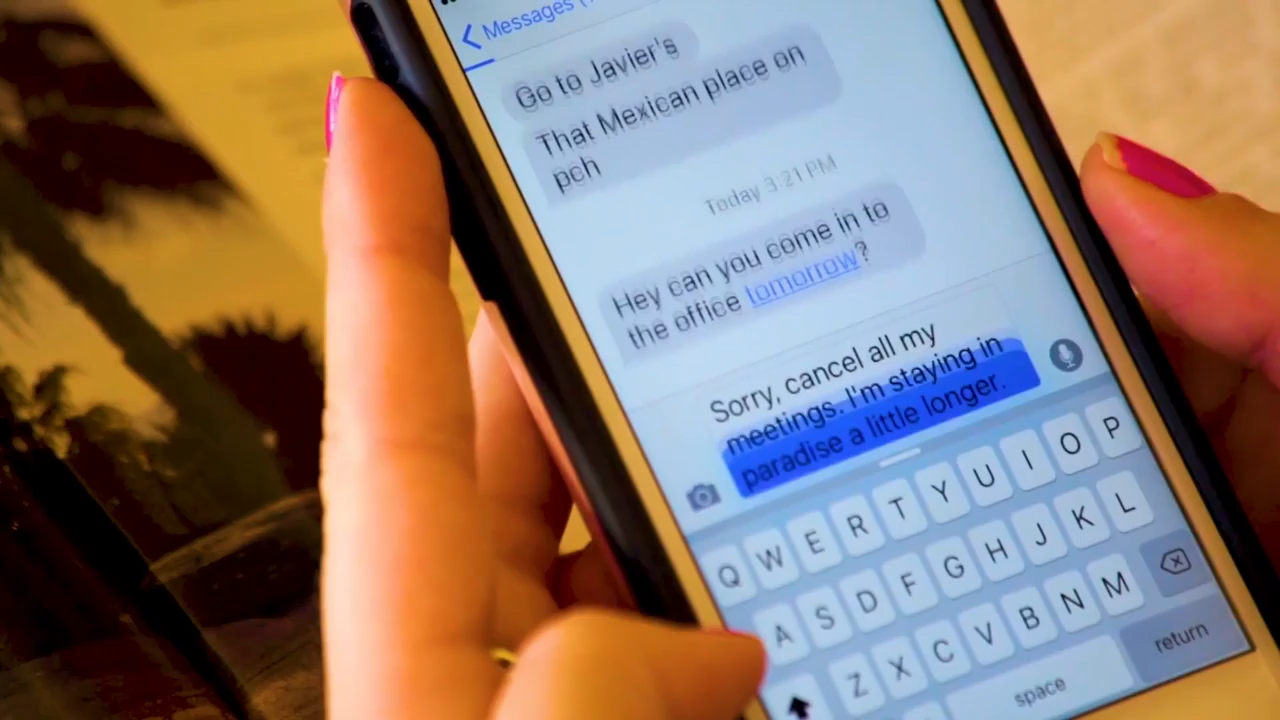 Messages (
Go to Javier's
That Mexican place on
pch
Today 3:21 PM
Hey can you come in to
the office tomorrow?
Sorry, cancel all my
meetings. I'm staying in
paradise a little longer.
Q W E R T Y U I O P
A S D F G H J K L
Z X C V B N M
space return